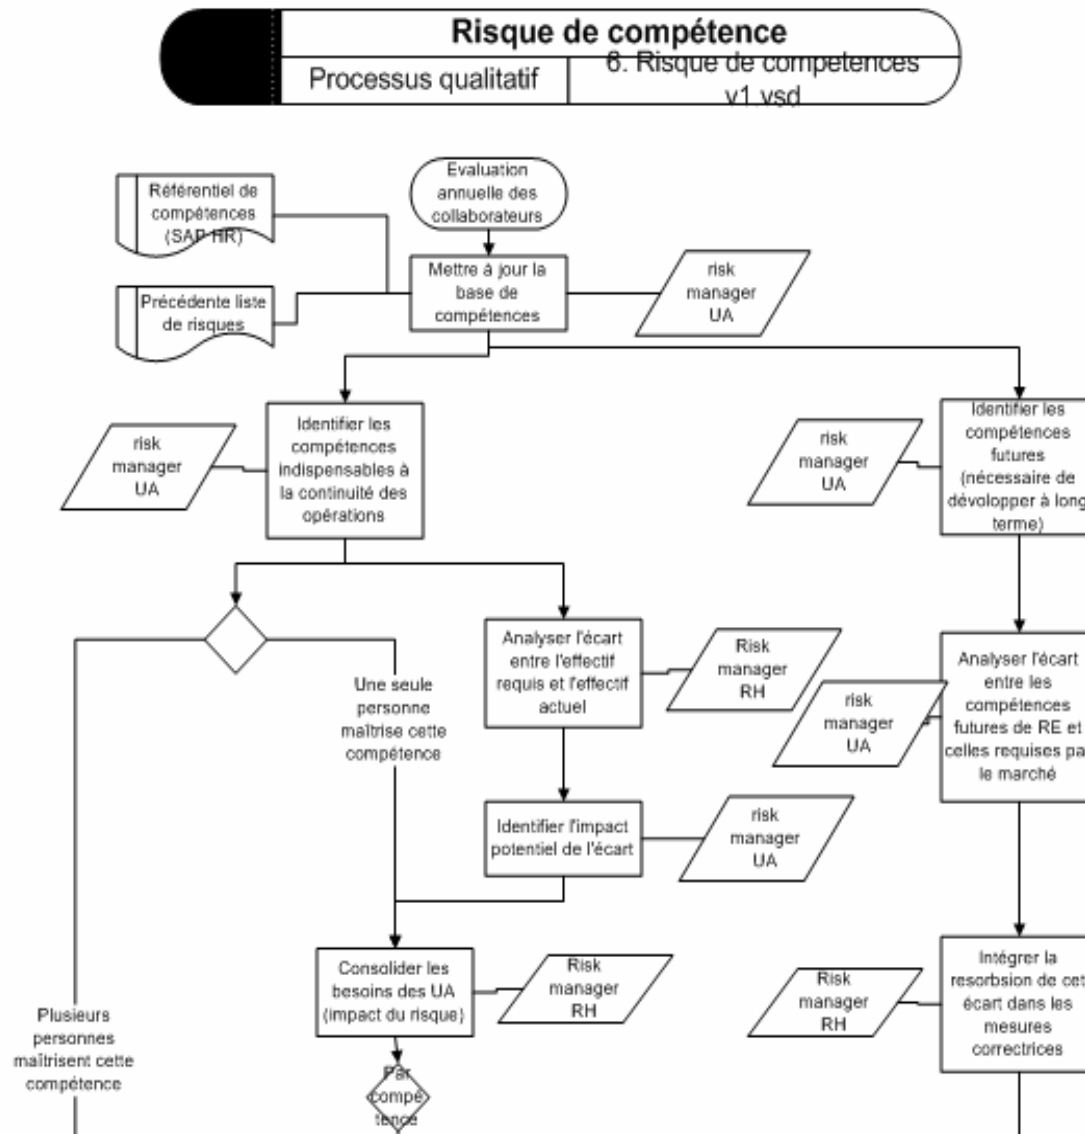 Risque de compétence
Processus qualitatif
6. Risque de compétences
v1.vsd
Evaluation
annuelle des
collaborateurs
Référentiel de
compétences
(SAP HR)
Mettre à jour la
base de
compétences
risk
manager
UA
Précédente liste
de risques
risk
manager
UA
Identifier les
compétences
indispensables à
la continuité des
opérations
risk
manager
UA
Identifier les
compétences
futures
(nécessaire de
dévolopper à long
terme)
Une seule
personne
maîtrise cette
compétence
Analyser l'écart
entre l'effectif
requis et l'effectif
actuel
Risk
manager
RH
risk
manager
UA
Analyser l'écart
entre les
compétences
futures de RE et
celles requises pa
le marché
Identifier l'impact
potentiel de l'écart
risk
manager
UA
Consolider les
besoins des UA
(impact du risque)
Risk
manager
RH
Risk
manager
RH
Intégrer la
resorbsion de cet
écart dans les
mesures
correctrices
Plusieurs
personnes
maîtrisent cette
compétence
Par
compé
tence